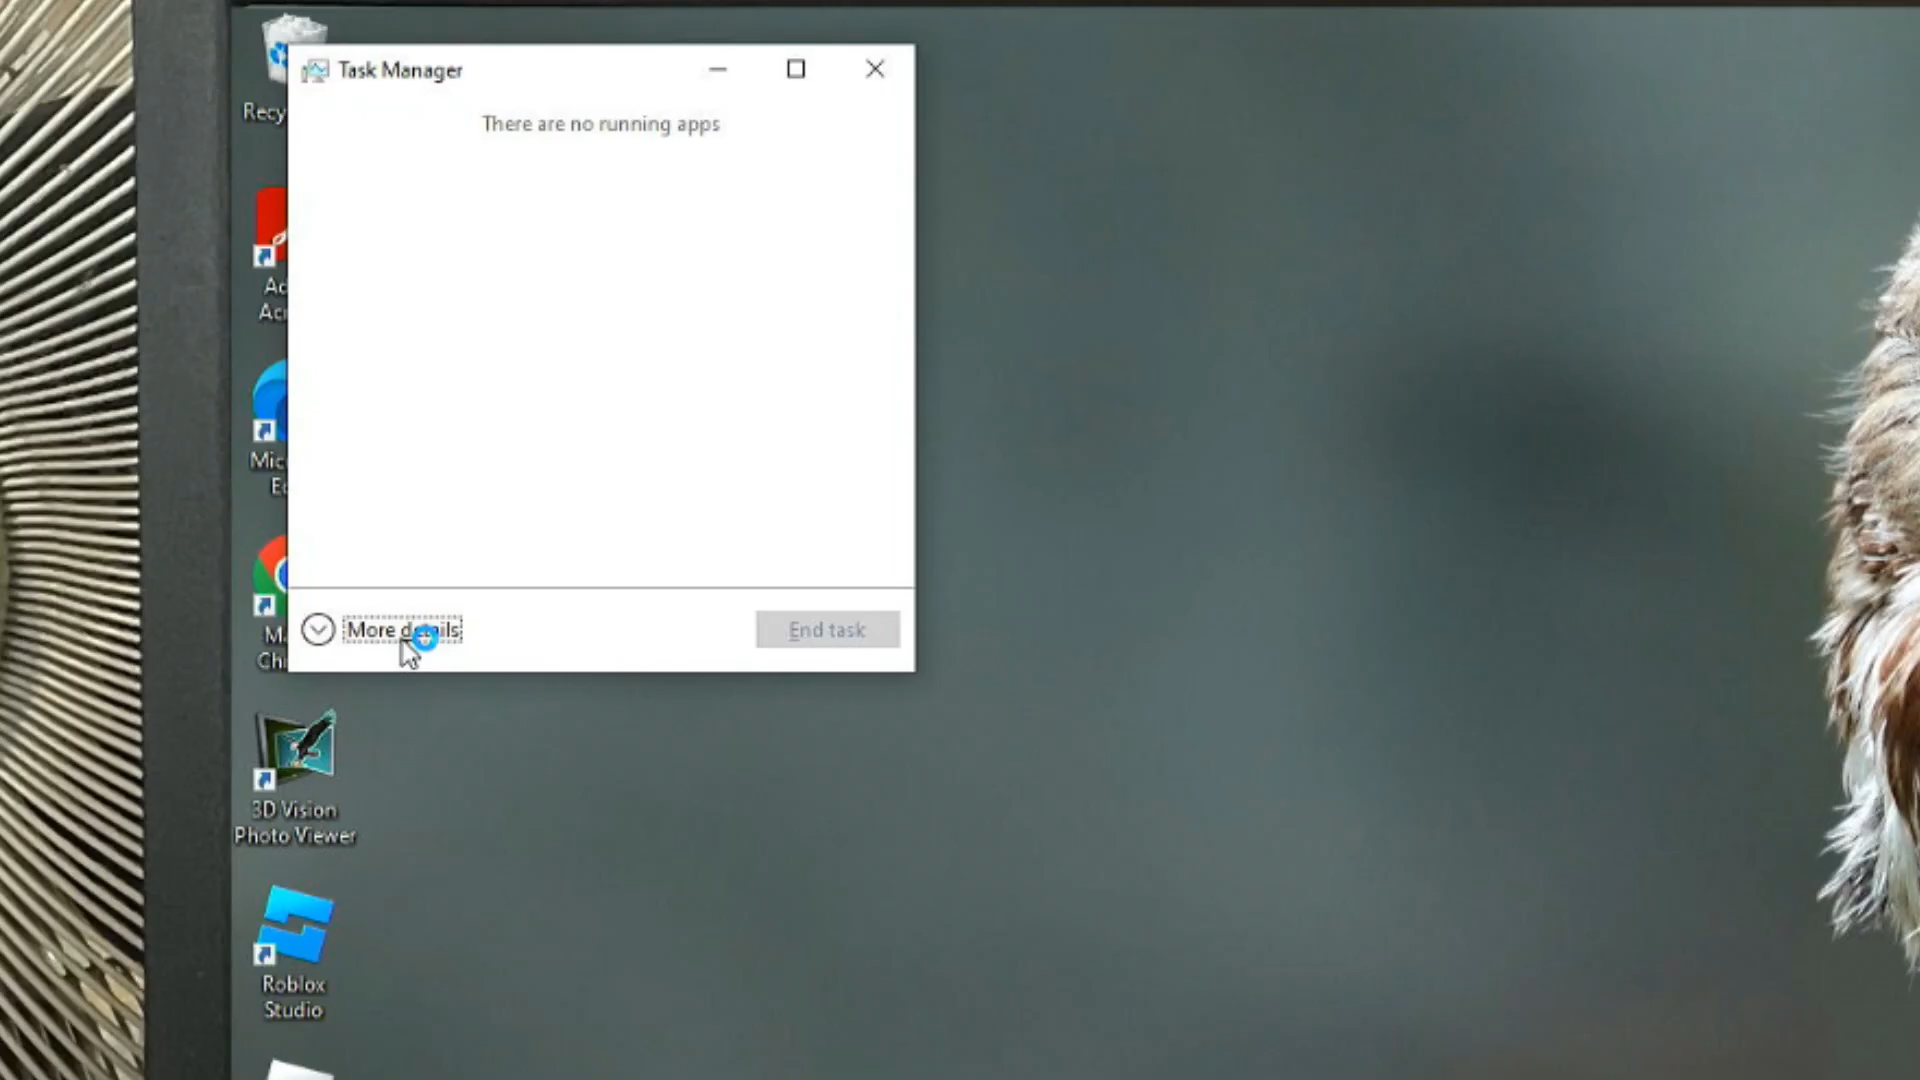 Task Manager
There are no running apps
More details
End task
3D Vision
Photo Viewer
Roblox
Studio